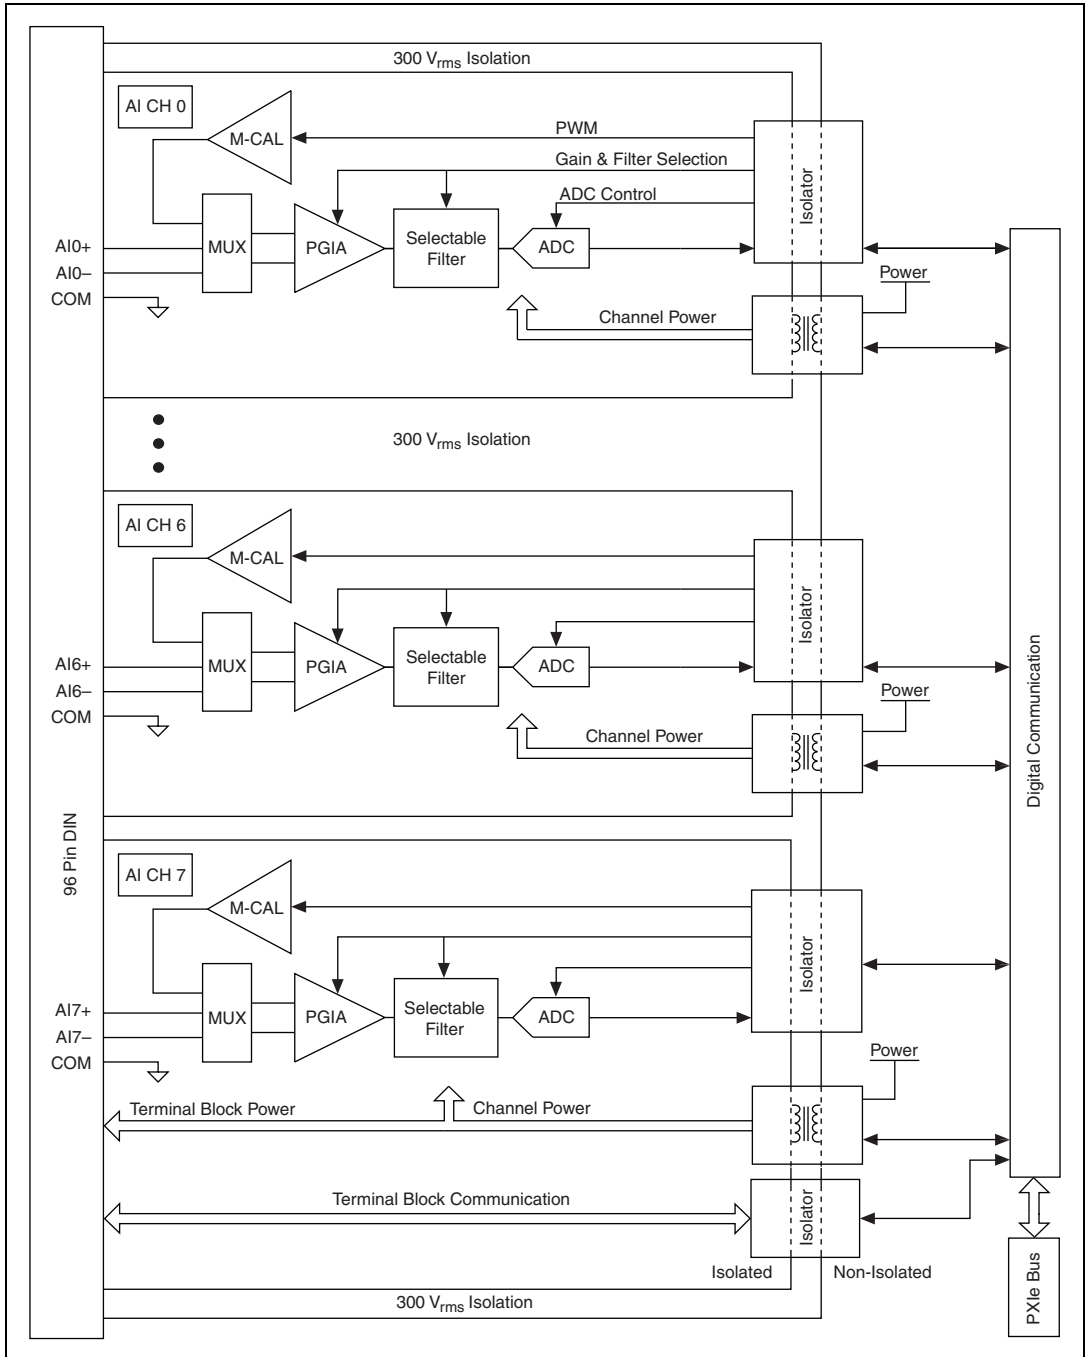 300 Vrms Isolation
AI CH 0
M-CAL
PWM
Gain & Filter Selection
ADC Control
Isolator
MUX
PGIA
Selectable
Filter
ADC
AI0+
AI0–
COM
Power
Channel Power
300 Vrms Isolation
AI CH 6
M-CAL
Isolator
MUX
PGIA
Selectable
Filter
ADC
AI6+
AI6–
COM
Power
Channel Power
Digital Communication
96 Pin DIN
AI CH 7
M-CAL
Isolator
MUX
PGIA
Selectable
Filter
ADC
AI7+
AI7–
COM
Power
Terminal Block Power
Channel Power
Terminal Block Communication
Isolator
Isolated
Non-Isolated
PXIe Bus
300 Vrms Isolation